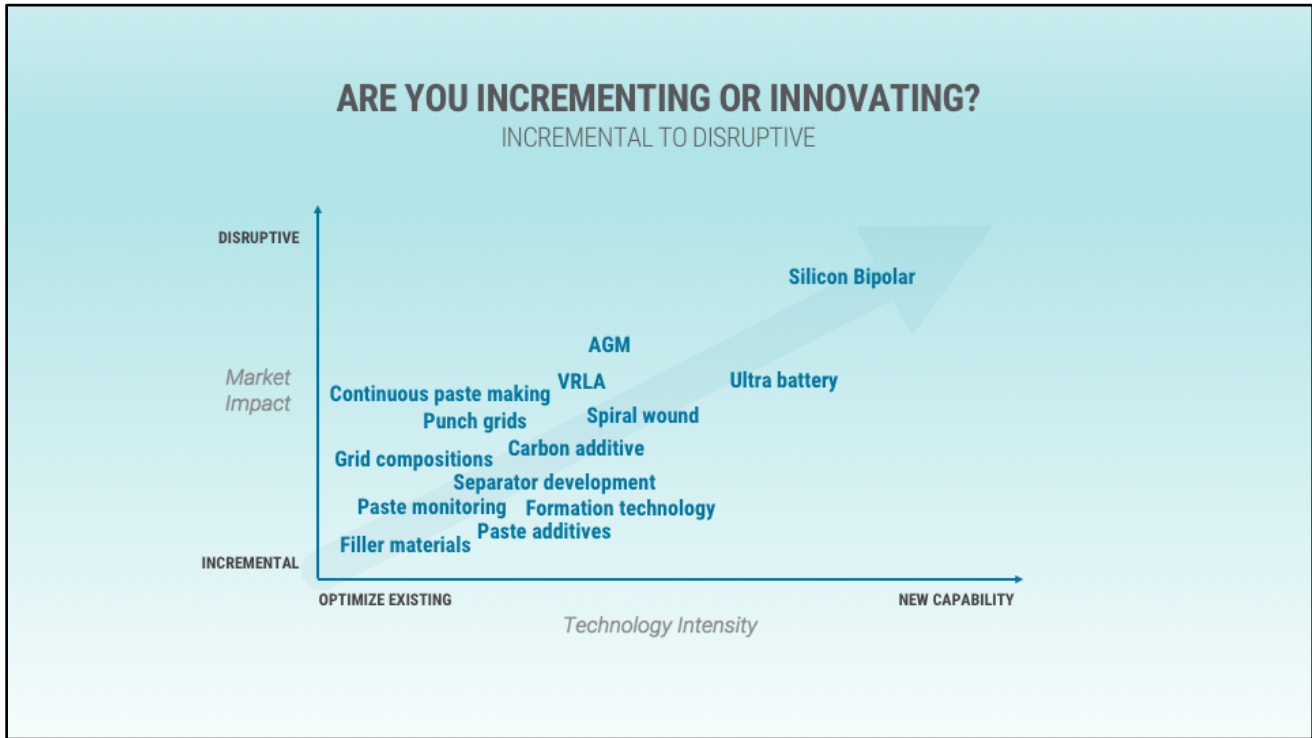 ARE YOU INCREMENTING OR INNOVATING?
INCREMENTAL TO DISRUPTIVE
DISRUPTIVE
Silicon Bipolar
AGM
Market
Impact
VRLA
Ultra battery
Continuous paste making
Punch grids
Spiral wound
Carbon additive
Grid compositions
Separator development
Paste monitoring
Formation technology
Paste additives
Filler materials
INCREMENTAL
OPTIMIZE EXISTING
NEW CAPABILITY
Technology Intensity